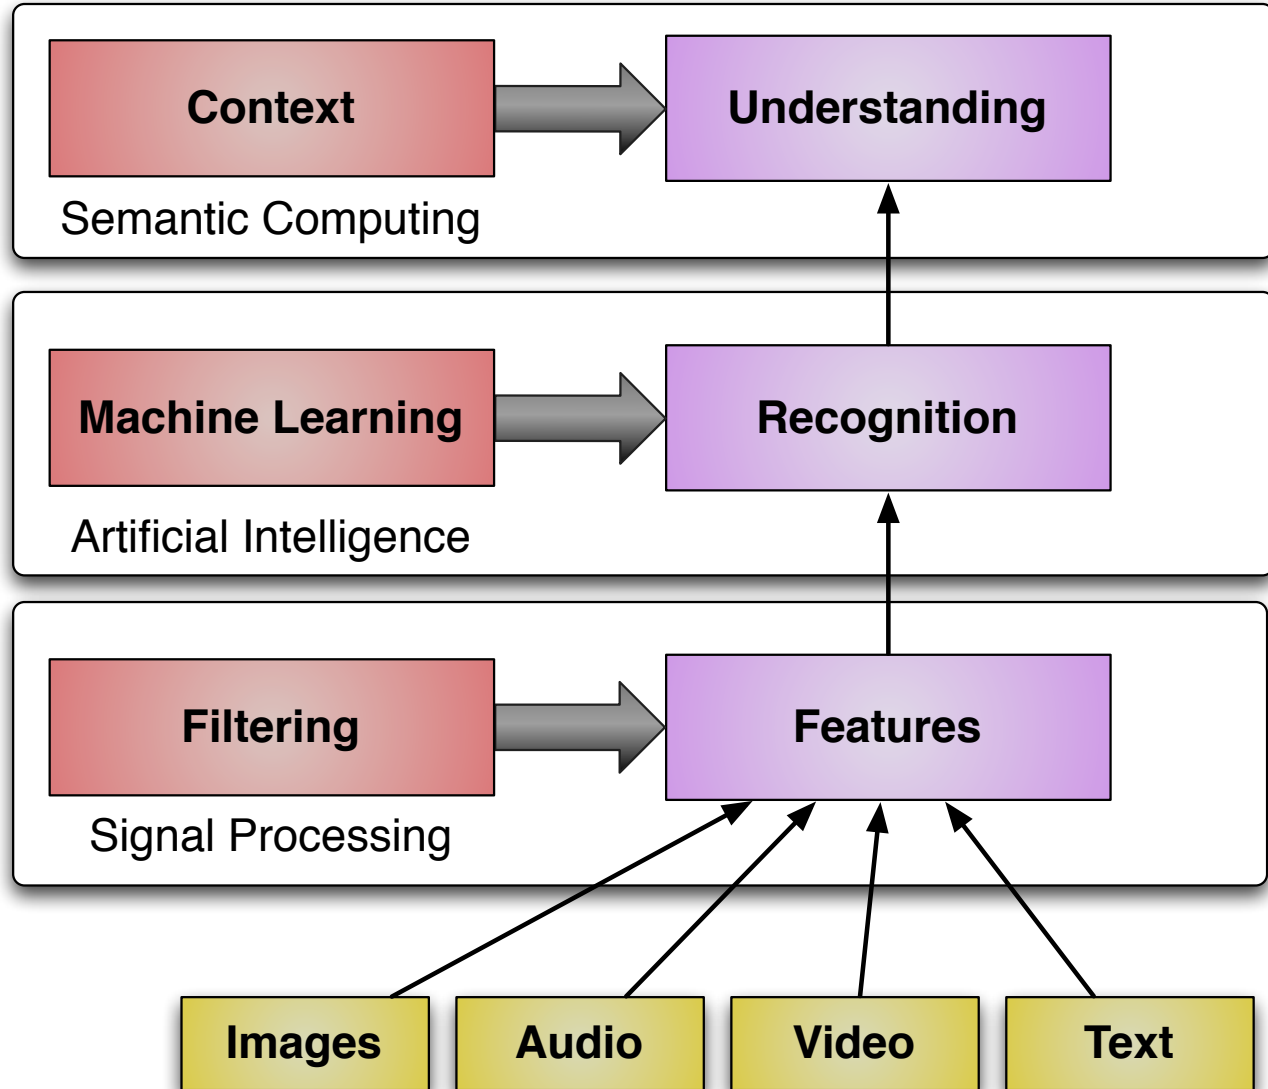 Context
Understanding
Semantic Computing
Machine Learning
Recognition
Artificial Intelligence
Filtering
Features
Signal Processing
Images
Audio
Video
Text